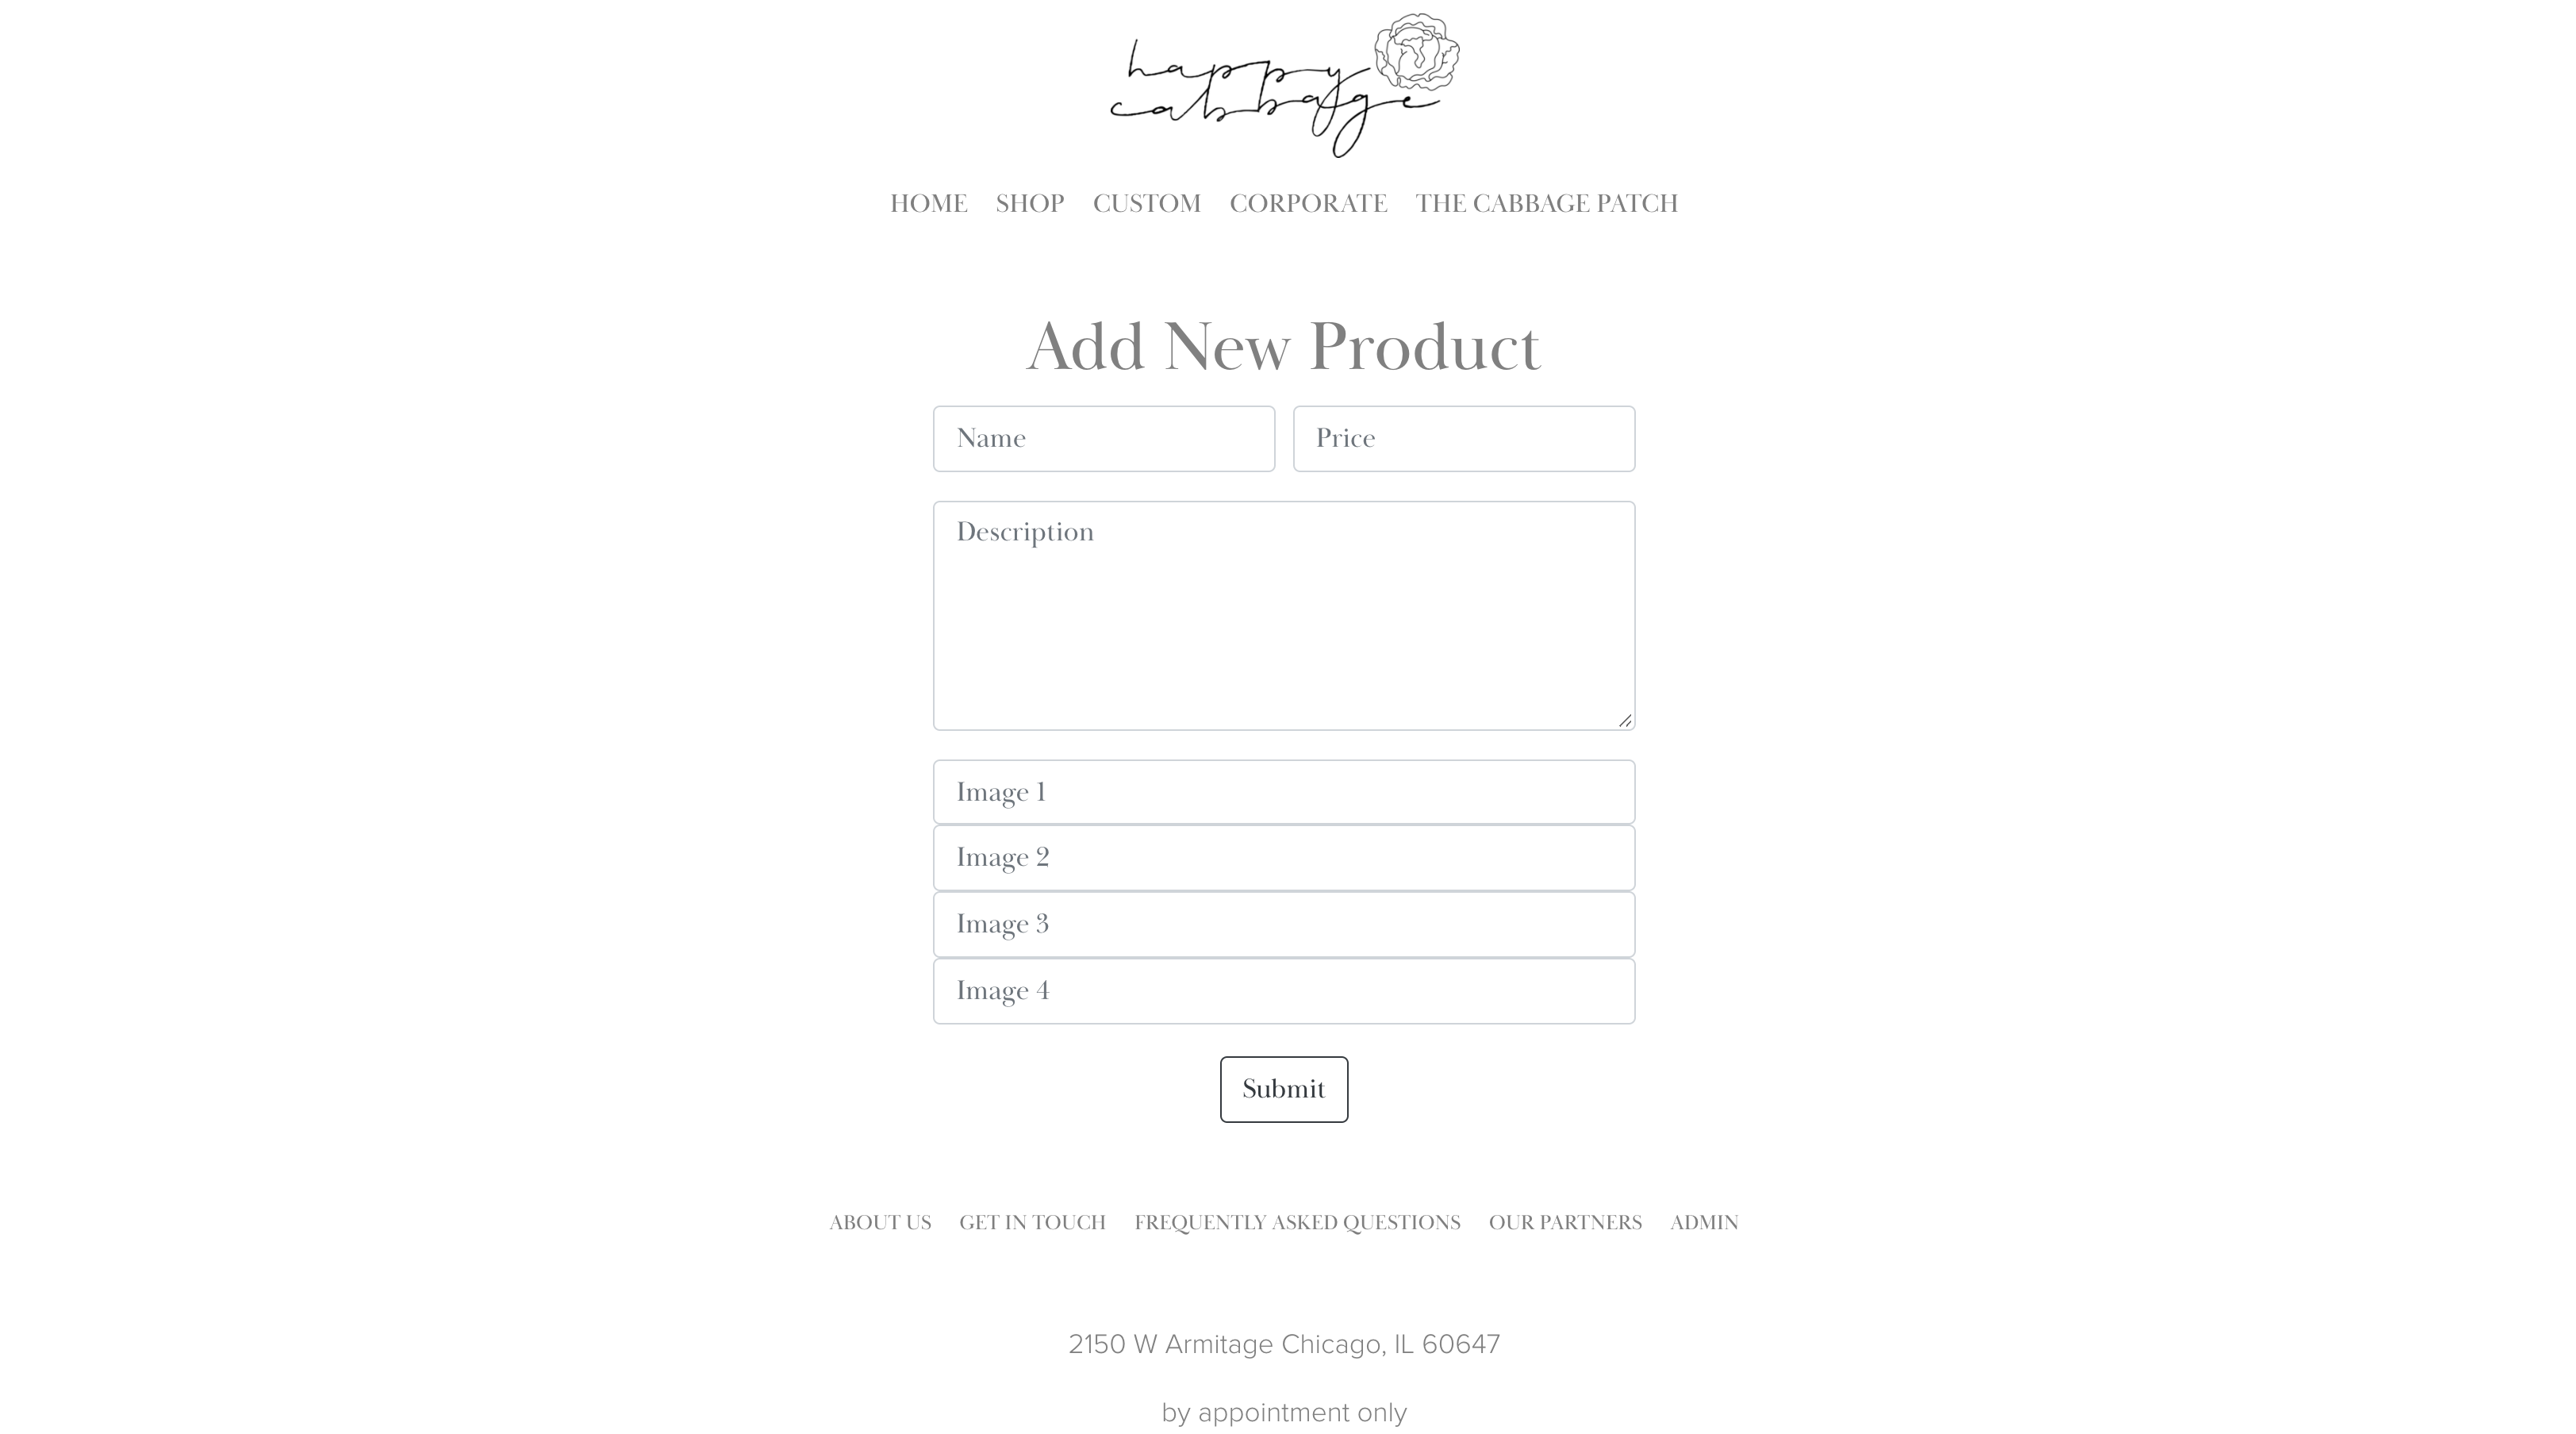 happy
cabbage
HOME SHOP CUSTOM CORPORATE THE CABBAGE PATCH
Add New Product
Name Price
Description
Image 1
Image 2
Image 3
Image 4
Submit
ABOUT US GET IN TOUCH FREQUENTLY ASKED QUESTIONS OUR PARTNERS ADMIN
2150 W Armitage Chicago, IL 60647
by appointment only